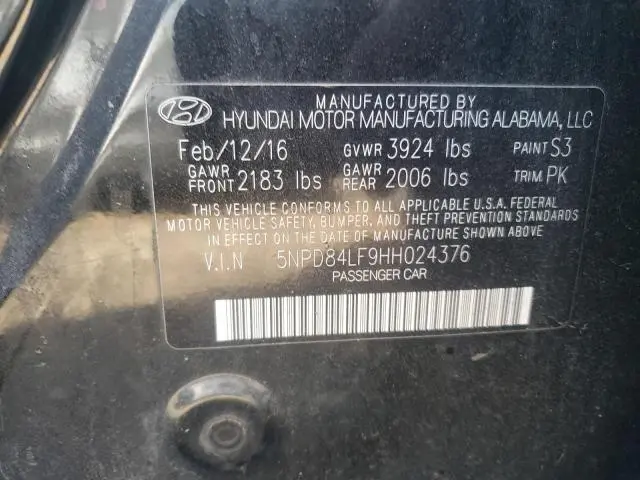 MANUFACTURED BY
HYUNDAI MOTOR MANUFACTURING ALABAMA, LLC
Feb/12/16 GVWR 3924 lbs PAINT S3
GAWR FRONT 2183 lbs GAWR REAR 2006 lbs TRIM PK
THIS VEHICLE CONFORMS TO ALL APPLICABLE U.S.A. FEDERAL
MOTOR VEHICLE SAFETY, BUMPER, AND THEFT PREVENTION STANDARDS
IN EFFECT ON THE DATE OF MANUFACTURE SHOWN ABOVE.
V.I.N 5NPD84LF9HH024376
PASSENGER CAR